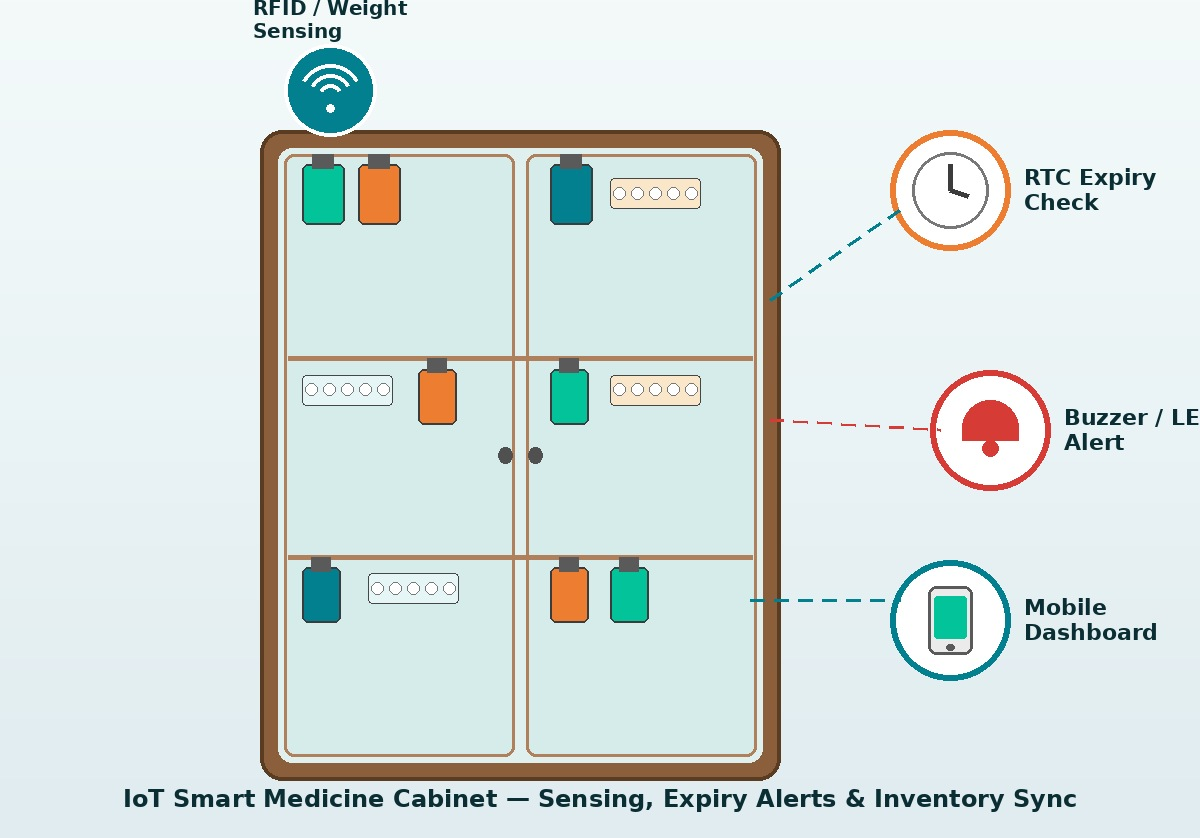 RFID / Weight
Sensing
RTC Expiry
Check
Buzzer / LE
Alert
Mobile
Dashboard
IoT Smart Medicine Cabinet — Sensing, Expiry Alerts & Inventory Sync